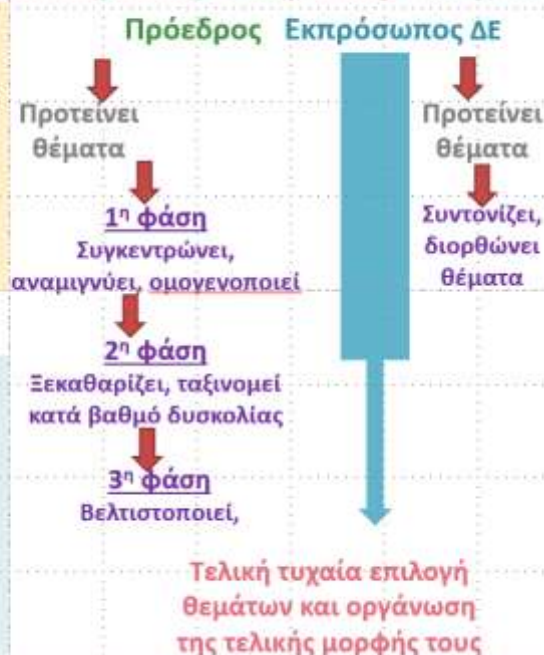 Πρόεδρος Εκπρόσωπος ΔΕ
Προτείνει
θέματα
1η φάση
Συγκεντρώνει,
αναμιγνύει, ομογενοποιεί
2η φάση
Ξεκαθαρίζει, ταξινομεί
κατά βαθμό δυσκολίας
3η φάση
Βελτιστοποιεί,
Προτείνει
θέματα
Συντονίζει,
διορθώνει
θέματα
Τελική τυχαία επιλογή
θεμάτων και οργάνωση
της τελικής μορφής τους